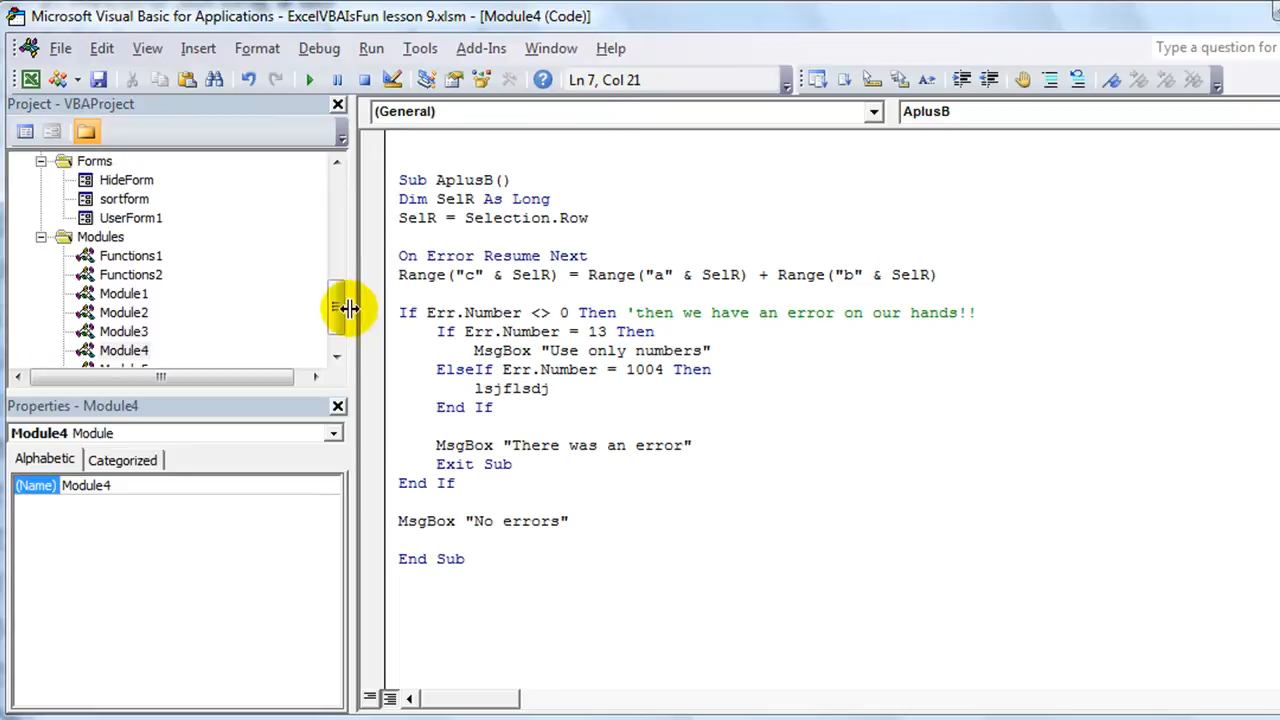 Microsoft Visual Basic for Applications - ExcelVBAIsFun lesson 9.xlsm - [Module4 (Code)]
File Edit View Insert Format Debug Run Tools Add-Ins Window Help
Type a question for
Ln 7, Col 21
Project - VBAProject
Forms
HideForm
sortform
UserForm1
Modules
Functions1
Functions2
Module1
Module2
Module3
Module4
Properties - Module4
Module4 Module
Alphabetic Categorized
(Name) Module4
(General)
AplusB
Sub AplusB()
Dim SelR As Long
SelR = Selection.Row
On Error Resume Next
Range("c" & SelR) = Range("a" & SelR) + Range("b" & SelR)
If Err.Number <> 0 Then 'then we have an error on our hands!!
If Err.Number = 13 Then
MsgBox "Use only numbers"
ElseIf Err.Number = 1004 Then
lsjflsdj
End If
MsgBox "There was an error"
Exit Sub
End If
MsgBox "No errors"
End Sub